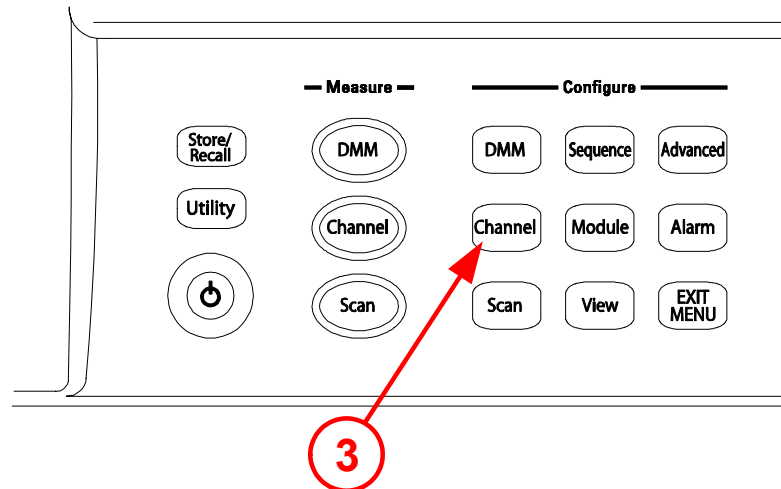 Measure
Configure
Store/
Recall
DMM
DMM
Sequence
Advanced
Utility
Channel
Channel
Module
Alarm
Scan
Scan
View
EXIT
MENU
3